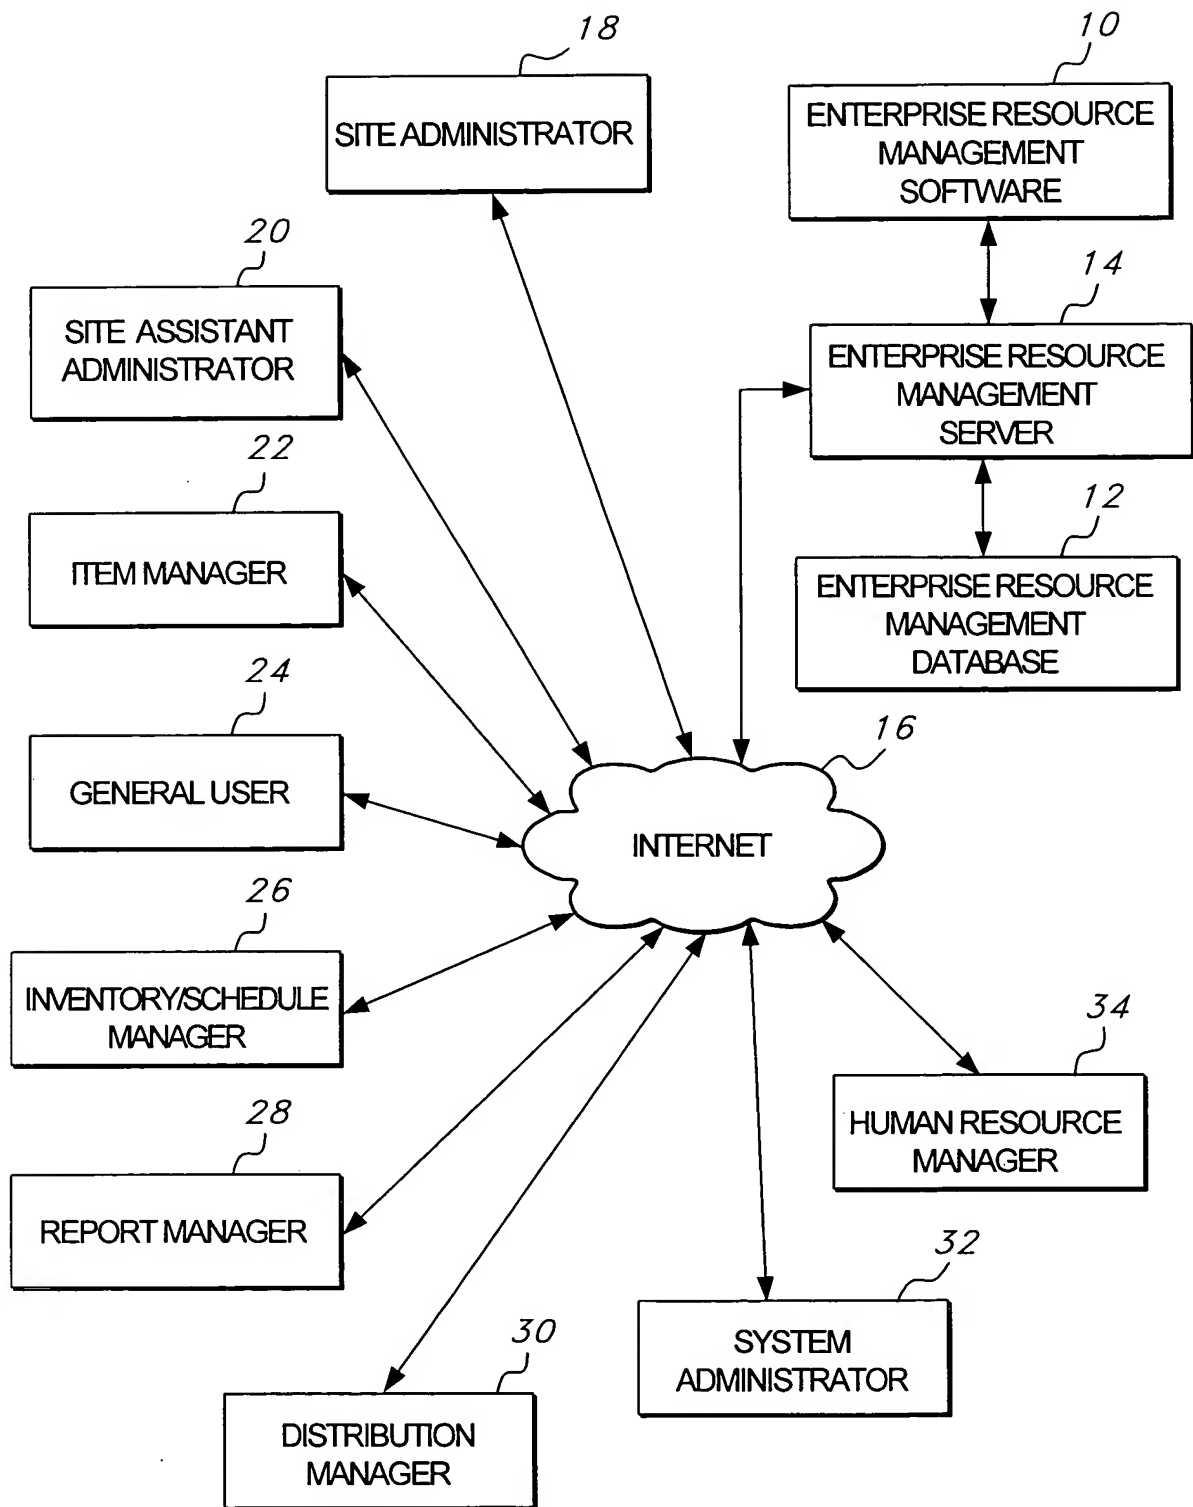 18
SITE ADMINISTRATOR
10
ENTERPRISE RESOURCE
MANAGEMENT
SOFTWARE
20
SITE ASSISTANT
ADMINISTRATOR
14
ENTERPRISE RESOURCE
MANAGEMENT
SERVER
22
ITEM MANAGER
12
ENTERPRISE RESOURCE
MANAGEMENT
DATABASE
24
GENERAL USER
16
INTERNET
26
INVENTORY/SCHEDULE
MANAGER
34
HUMAN RESOURCE
MANAGER
28
REPORT MANAGER
32
SYSTEM
ADMINISTRATOR
30
DISTRIBUTION
MANAGER